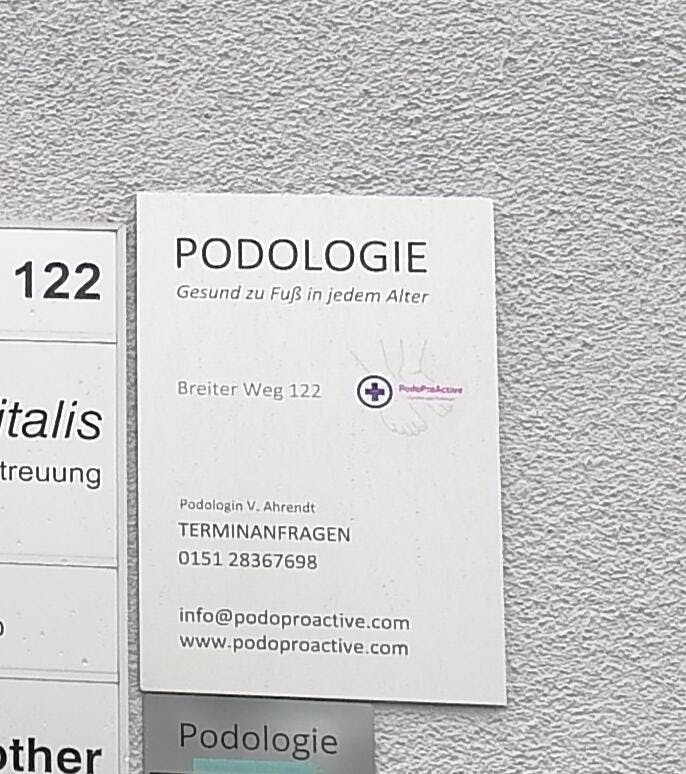 122
italis
treuung
other
PODOLOGIE
Gesund zu Fuß in jedem Alter
Breiter Weg 122
PodoProActive
Podologin V. Ahrendt
TERMINANFRAGEN
0151 28367698
info@podoproactive.com
www.podoproactive.com
Podologie